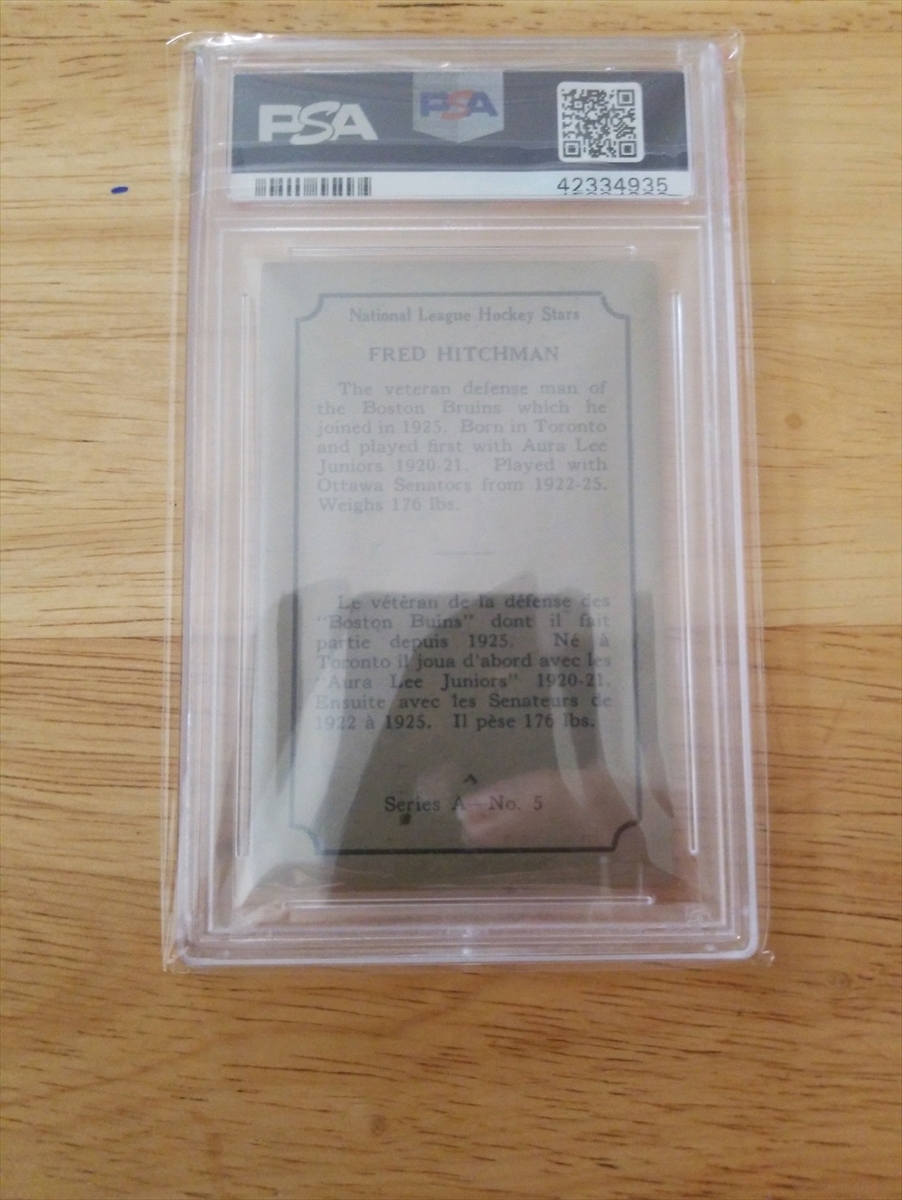 PSA
PSA
42334935
National League Hockey Stars
FRED HITCHMAN
The veteran defense man of
the Boston Bruins which he
joined in 1925. Born in Toronto
and played first with Aura Lee
Juniors 1920-21. Played with
Ottawa Senators from 1922-25.
Weighs 176 lbs.
Le vétéran de la défense des
"Boston Buins" dont il fait
partie depuis 1925. Né à
Toronto il joua d'abord avec les
"Aura Lee Juniors" 1920-21.
Ensuite avec les Senateurs de
1922 à 1925. Il pèse 176 lbs.
Series A—No. 5